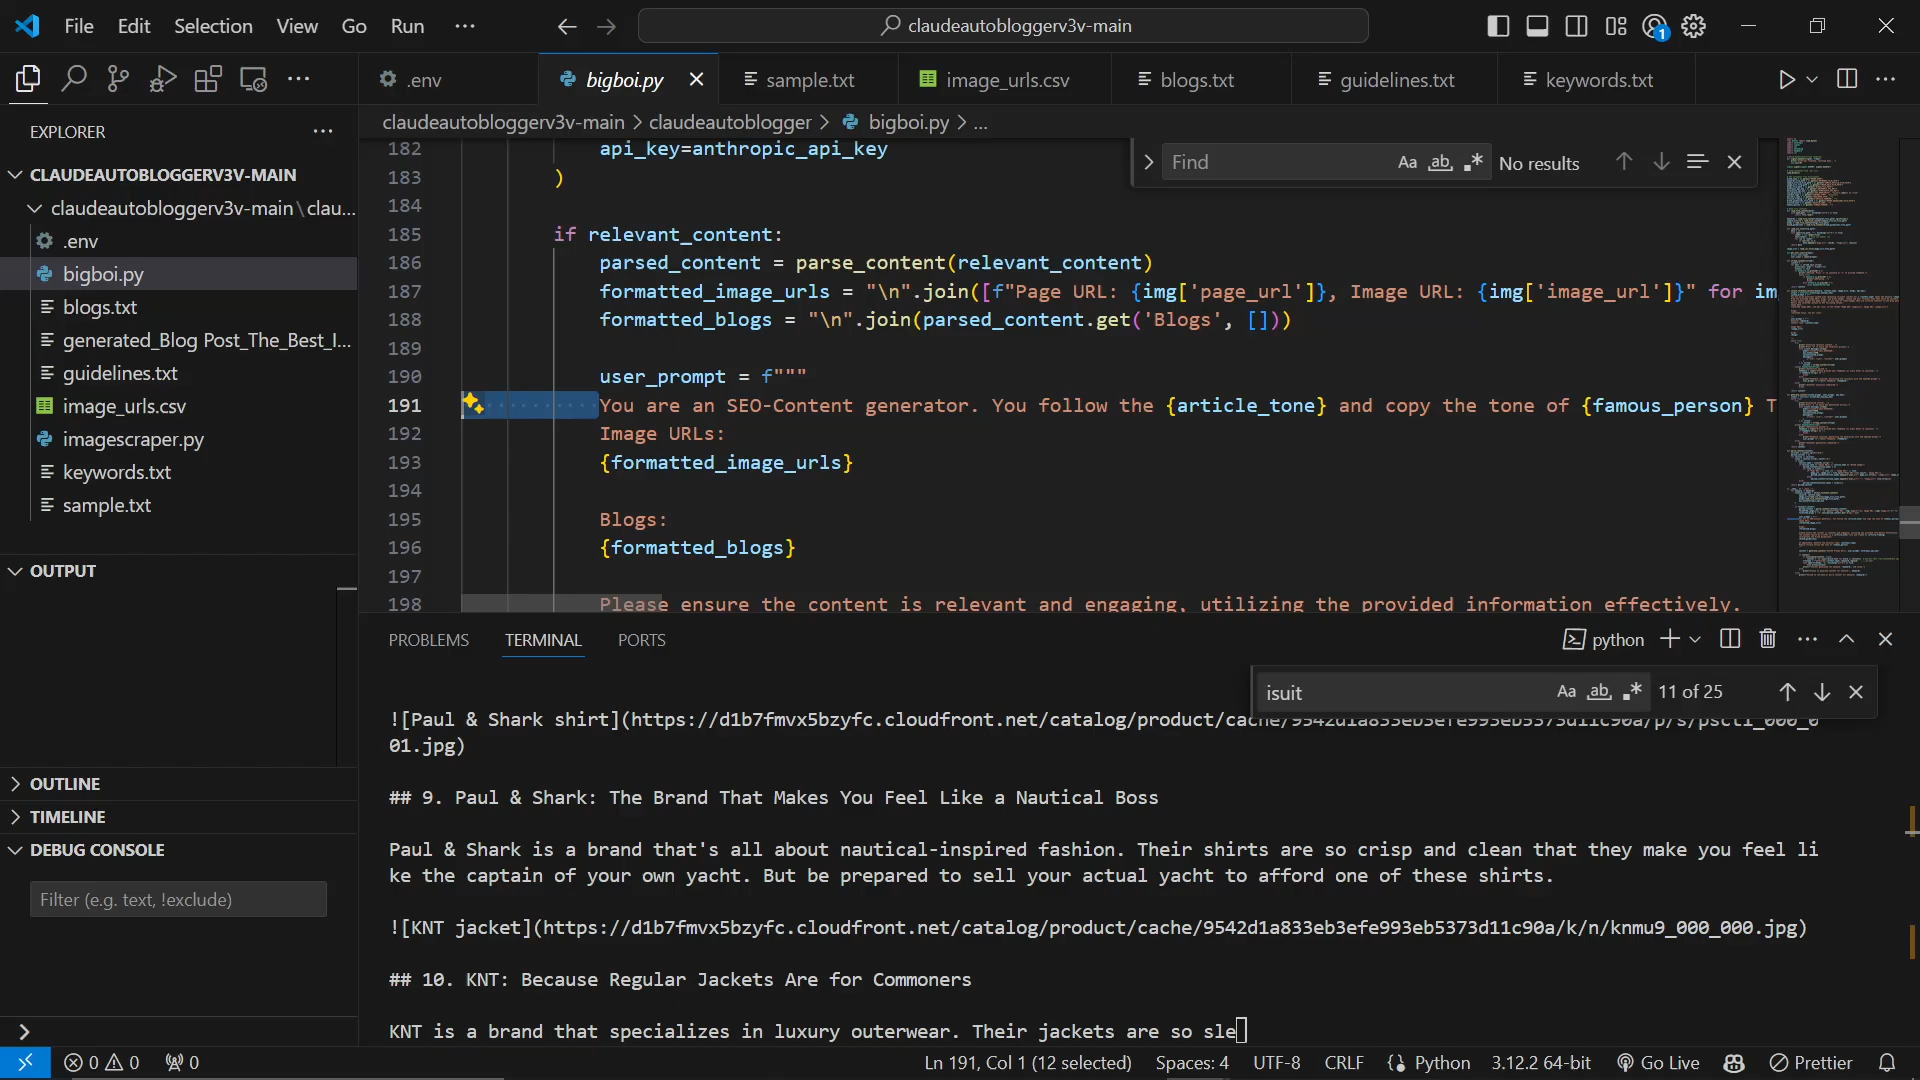 File Edit Selection View Go Run ··· claudeautobloggerv3v-main 1
.env bigboi.py sample.txt image_urls.csv blogs.txt guidelines.txt keywords.txt
EXPLORER
claudeautobloggerv3v-main > claudeautoblogger > bigboi.py > ...
CLAUDEAUTOBLOGGERV3V-MAIN
claudeautobloggerv3v-main\clau...
.env
bigboi.py
blogs.txt
generated_Blog Post_The_Best_I...
guidelines.txt
image_urls.csv
imagescraper.py
keywords.txt
sample.txt
OUTPUT
OUTLINE
TIMELINE
DEBUG CONSOLE
Filter (e.g. text, !exclude)
Find Aa ab No results
182 api_key=anthropic_api_key
183 )
184
185 if relevant_content:
186 parsed_content = parse_content(relevant_content)
187 formatted_image_urls = "\n".join([f"Page URL: {img['page_url']}, Image URL: {img['image_url']}" for im
188 formatted_blogs = "\n".join(parsed_content.get('Blogs', []))
189
190 user_prompt = f"""
191 You are an SEO-Content generator. You follow the {article_tone} and copy the tone of {famous_person} T
192 Image URLs:
193 {formatted_image_urls}
194
195 Blogs:
196 {formatted_blogs}
197
198 Please ensure the content is relevant and engaging, utilizing the provided information effectively.
PROBLEMS TERMINAL PORTS python
isuit Aa ab 11 of 25
![Paul & Shark shirt](https://d1b7fmvx5bzyfc.cloudfront.net/catalog/product/cache/9542d1a833eb3efe993eb5373d11c90a/p/s/psct1_000_0
01.jpg)
## 9. Paul & Shark: The Brand That Makes You Feel Like a Nautical Boss
Paul & Shark is a brand that's all about nautical-inspired fashion. Their shirts are so crisp and clean that they make you feel li
ke the captain of your own yacht. But be prepared to sell your actual yacht to afford one of these shirts.
![KNT jacket](https://d1b7fmvx5bzyfc.cloudfront.net/catalog/product/cache/9542d1a833eb3efe993eb5373d11c90a/k/n/knmu9_000_000.jpg)
## 10. KNT: Because Regular Jackets Are for Commoners
KNT is a brand that specializes in luxury outerwear. Their jackets are so sle
0 0 0 Ln 191, Col 1 (12 selected) Spaces: 4 UTF-8 CRLF Python 3.12.2 64-bit Go Live Prettier